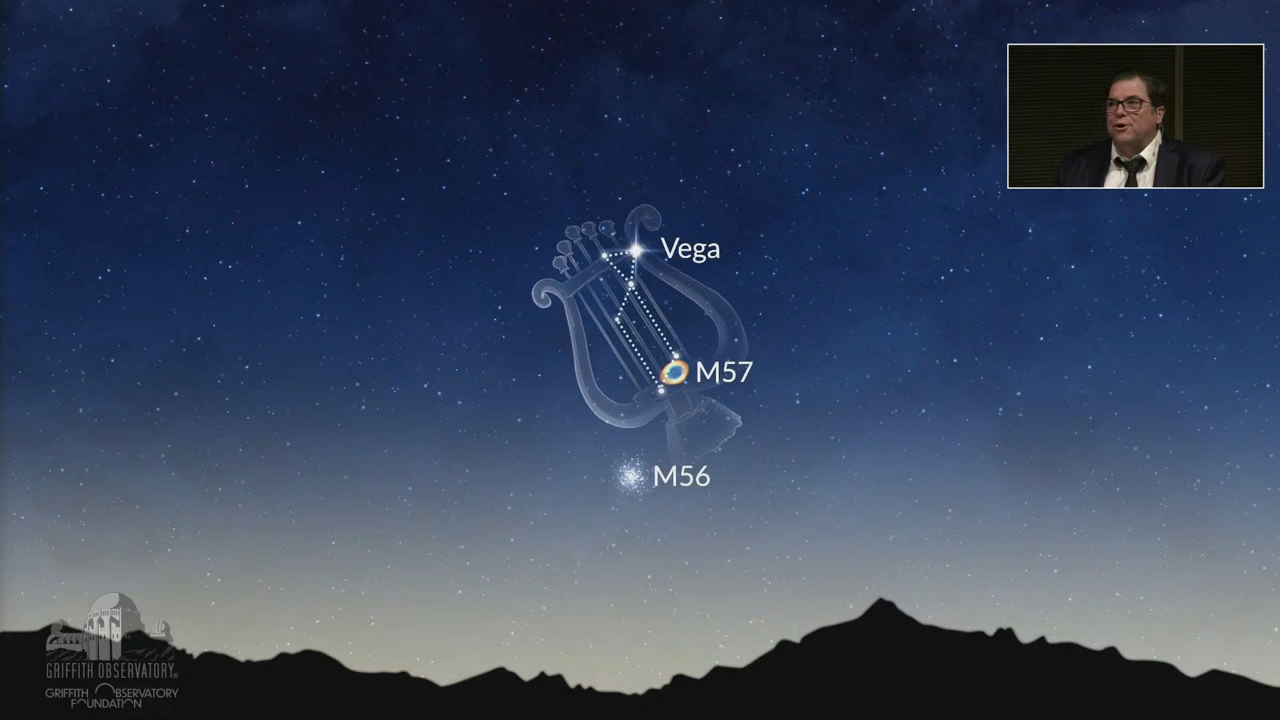 Vega
M57
M56
GRIFFITH OBSERVATORY
GRIFFITH OBSERVATORY
FOUNDATION